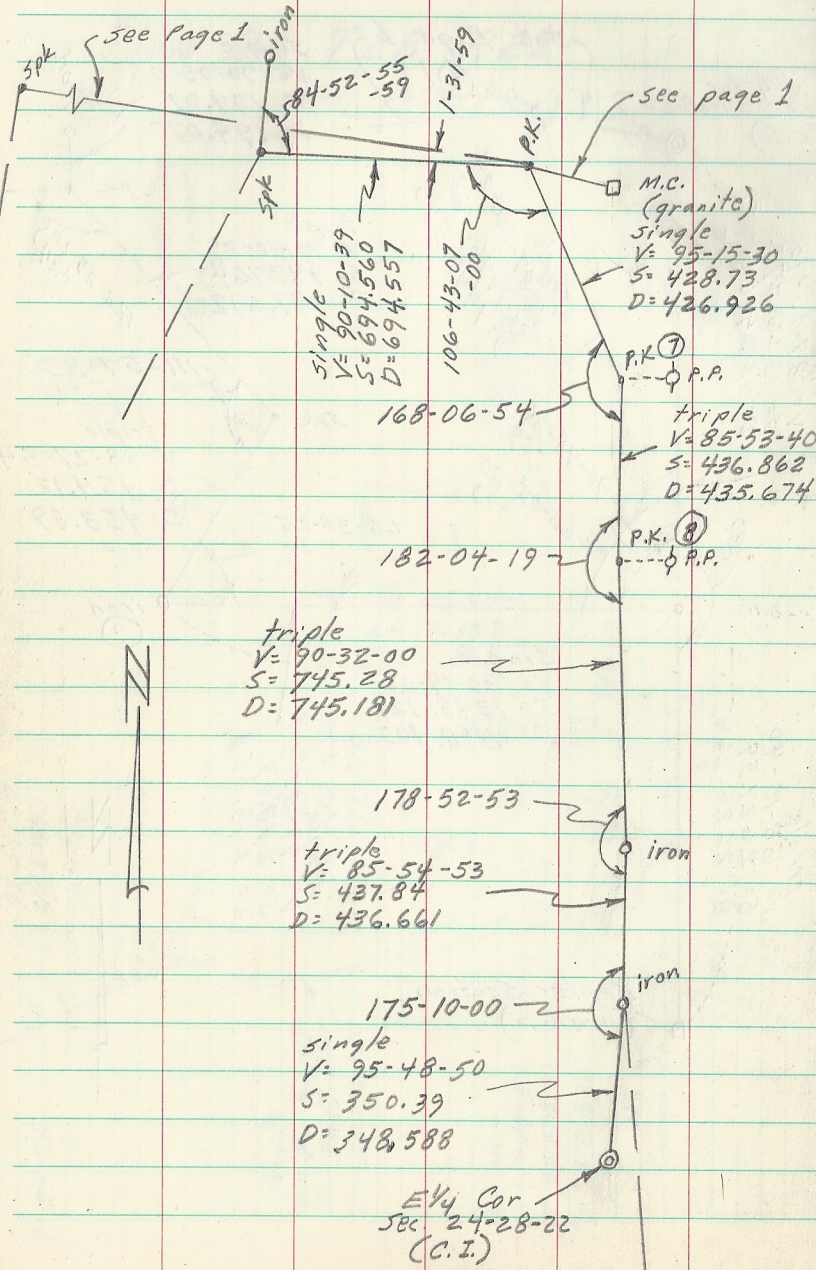 see Page 1
iron
Spk
84-52-55
-59
1-31-59
see page 1
P.K.
Spk
M.C.
(granite)
single
V= 95-15-30
S= 428.73
D= 426.926
single
V= 90-10-39
S= 694.560
D= 694.557
106-43-07
-00
P.K. 7
P.P.
168-06-54
triple
V= 85-53-40
S= 436.862
D= 435.674
P.K. 8
P.P.
182-04-19
triple
V= 90-32-00
S= 745.28
D= 745.181
N
178-52-53
iron
triple
V= 85-54-53
S= 437.84
D= 436.661
iron
175-10-00
single
V= 95-48-50
S= 350.39
D= 348.588
E 1/4 Cor
Sec. 24-28-22
(C.I.)